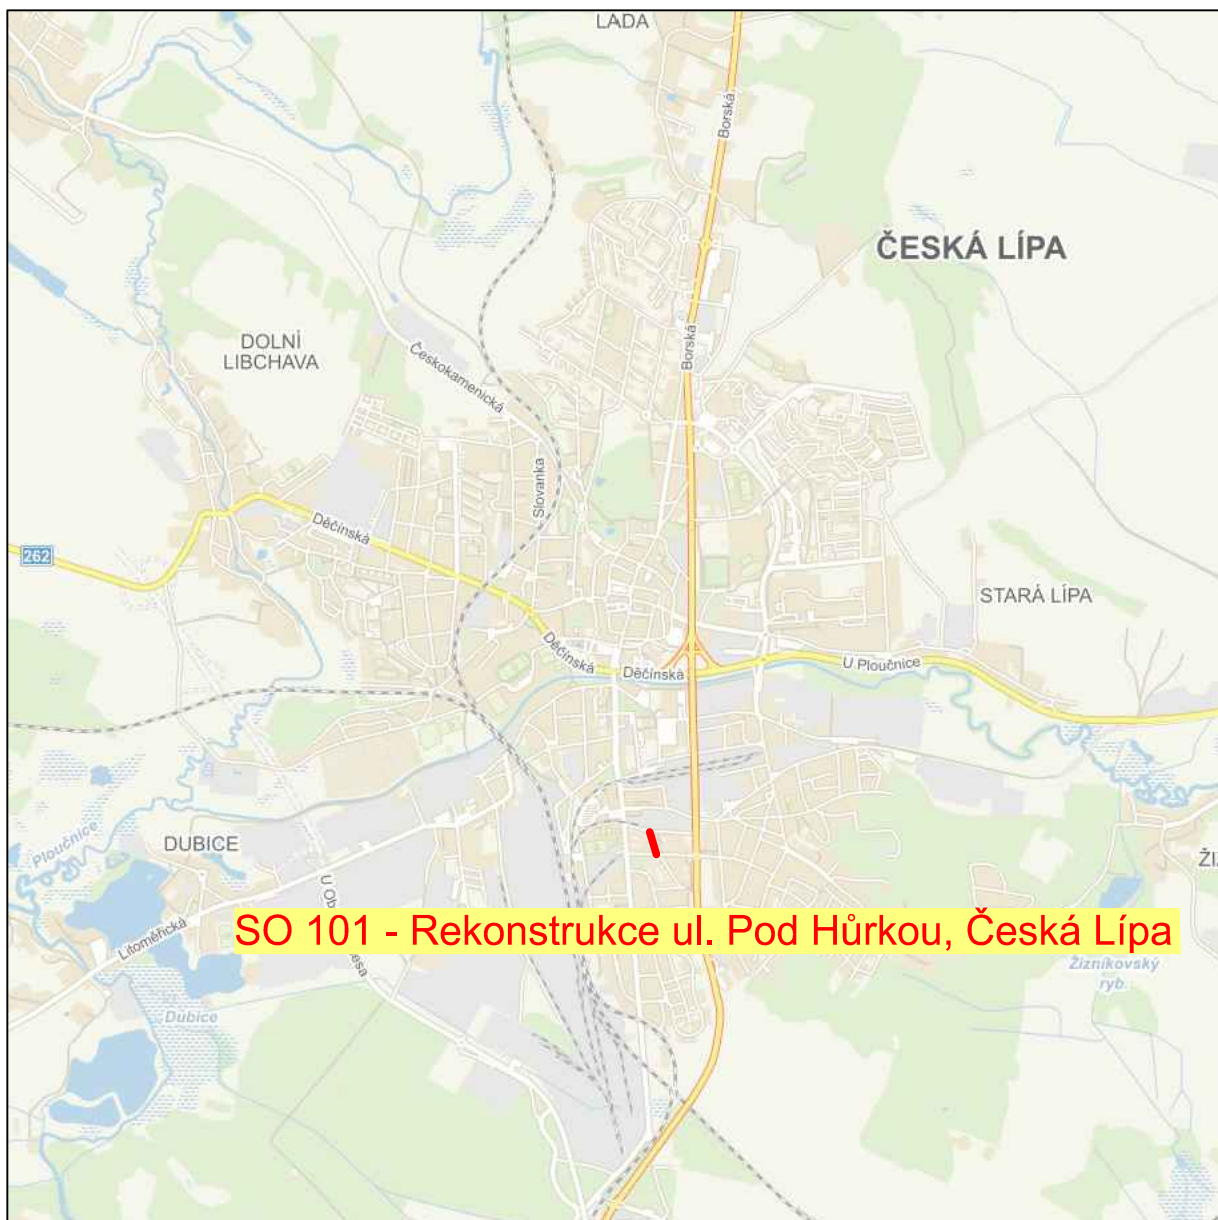 LADA
Borská
ČESKÁ LÍPA
DOLNÍ
LIBCHAVA
Borská
Českokamenická
Slovanka
Děčínská
262
STARÁ LÍPA
Děčínská
Děčínská
U Ploučnice
Ploučnice
DUBICE
Litoměřická
SO 101 - Rekonstrukce ul. Pod Hůrkou, Česká Lípa
Žizníkovský
ryb.
Dubice